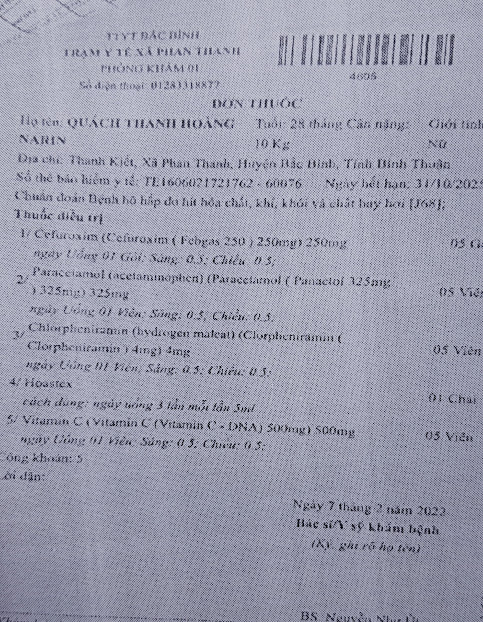 TTYT BẮC BÌNH
TRẠM Y TẾ XÃ PHAN THANH
PHÒNG KHÁM 01
Số điện thoại: 01283318877
4605
ĐƠN THUỐC
Họ tên: QUÁCH THANH HOÀNG Tuổi: 28 tháng Cân nặng: Giới tính
NARIN 10 Kg Nữ
Địa chỉ: Thanh Kiết, Xã Phan Thanh, Huyện Bắc Bình, Tỉnh Bình Thuận
Số thẻ bảo hiểm y tế: TE1606021721762 - 60076 Ngày hết hạn: 31/10/2025
Chuẩn đoán Bệnh hô hấp do hít hóa chất, khí, khói và chất bay hơi [J68];
Thuốc điều trị
1/ Cefuroxim (Cefuroxim ( Febgas 250 ) 250mg) 250mg 05 G
ngày Uống 01 Gói; Sáng: 0.5; Chiều: 0.5;
2/ Paracetamol (acetaminophen) (Paracetamol ( Panactol 325mg
) 325mg) 325mg 05 Viê
ngày Uống 01 Viên; Sáng: 0.5; Chiều: 0.5;
3/ Chlorpheniramin (hydrogen maleat) (Clorpheniramin (
Clorpheniramin ) 4mg) 4mg 05 Viên
ngày Uống 01 Viên; Sáng: 0.5; Chiều: 0.5;
4/ Hoastex 01 Chai
cách dùng: ngày uống 3 lần mỗi lần 5ml
5/ Vitamin C ( Vitamin C (Vitamin C - DNA) 500mg) 500mg 05 Viên
ngày Uống 01 Viên; Sáng: 0.5; Chiều: 0.5;
Cộng khoản: 5
Lời dặn:
Ngày 7 tháng 2 năm 2022
Bác sĩ/Y sỹ khám bệnh
(Ký, ghi rõ họ tên)
BS. Nguyễn Như